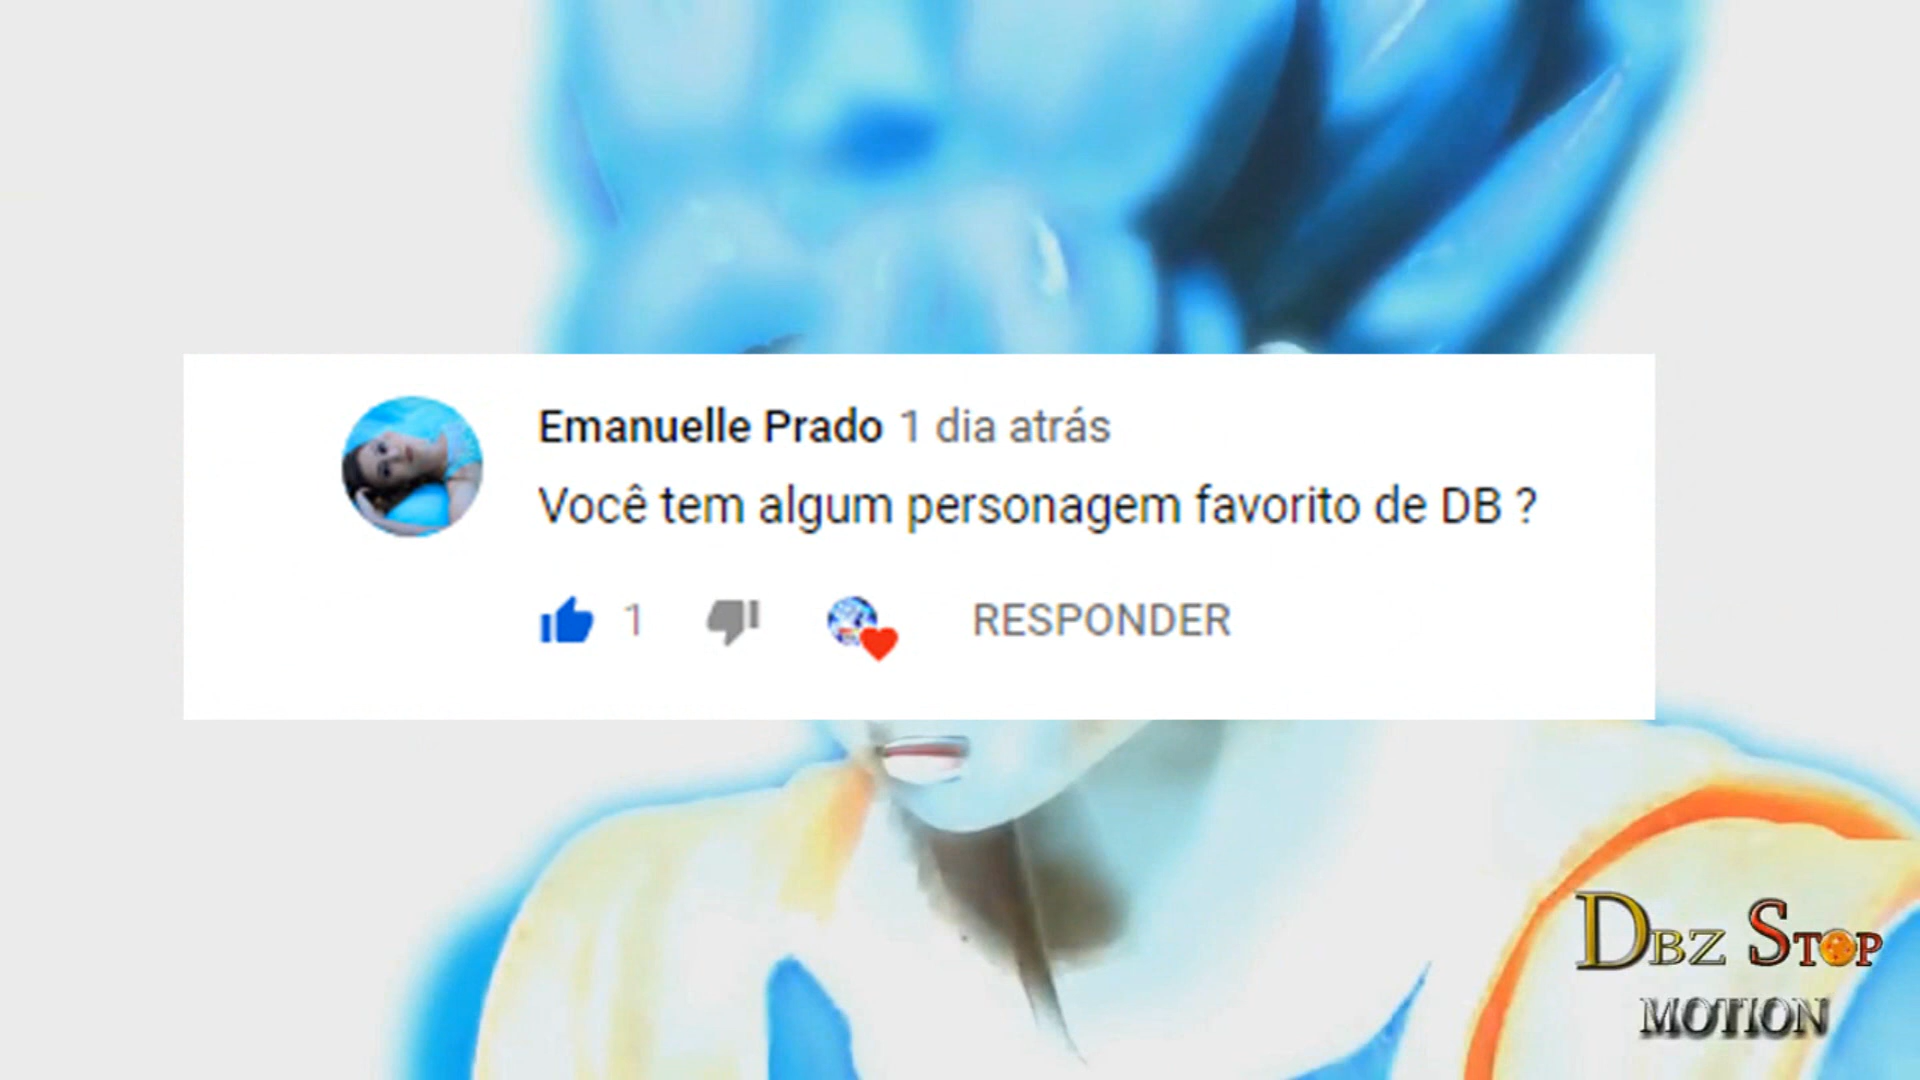 Emanuelle Prado 1 dia atrás
Você tem algum personagem favorito de DB ?
1
RESPONDER
DBZ STOP
MOTION